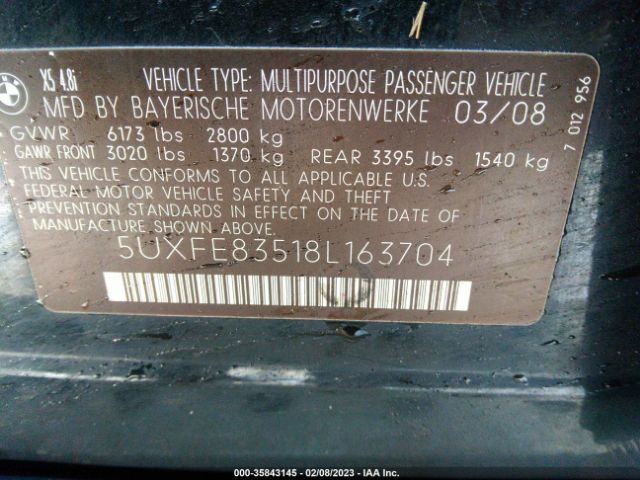 BMW
X5 4.8i
VEHICLE TYPE: MULTIPURPOSE PASSENGER VEHICLE
MFD BY BAYERISCHE MOTORENWERKE 03/08
GVWR 6173 lbs 2800 kg
GAWR FRONT 3020 lbs 1370 kg REAR 3395 lbs 1540 kg
THIS VEHICLE CONFORMS TO ALL APPLICABLE U.S.
FEDERAL MOTOR VEHICLE SAFETY AND THEFT
PREVENTION STANDARDS IN EFFECT ON THE DATE OF
MANUFACTURE SHOWN ABOVE.
5UXFE83518L163704
7 012 956
000-35843145 - 02/08/2023 - IAA Inc.